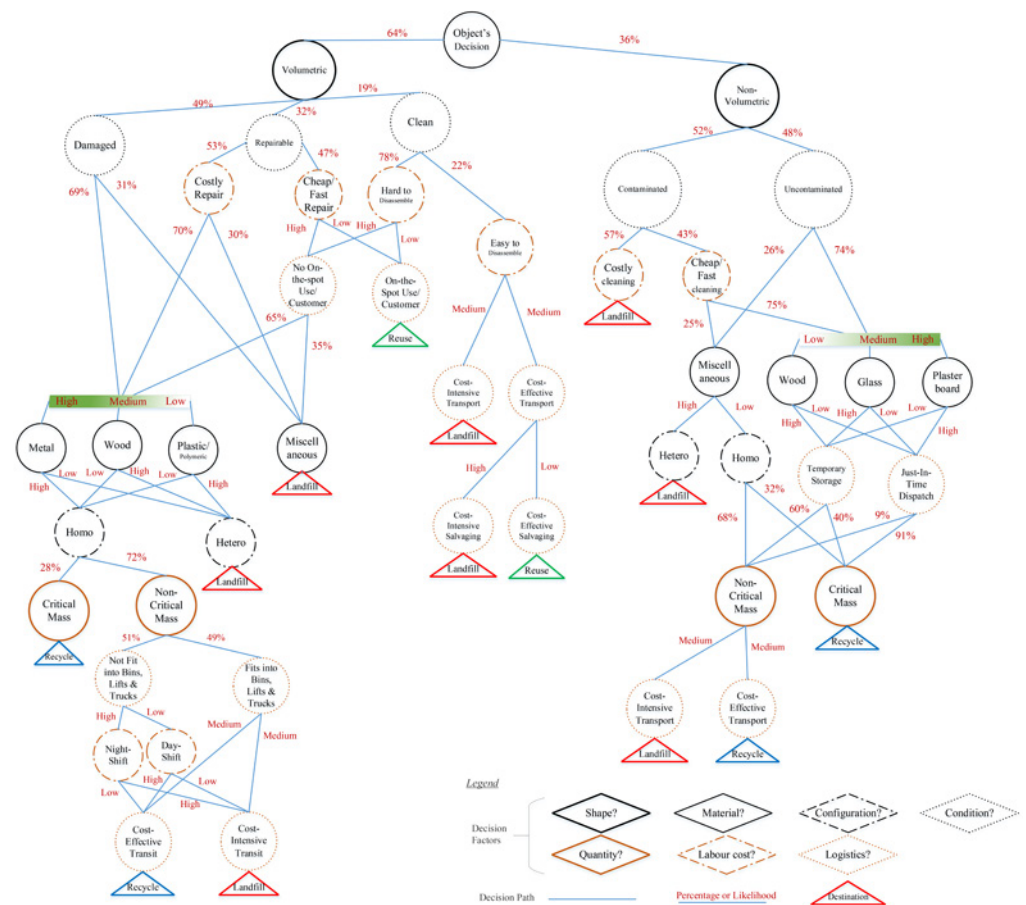 Object's
Decision
64%
36%
Volumetric
Non-
Volumetric
49%
32%
19%
52%
48%
Damaged
Repairable
Clean
Contaminated
Uncontaminated
53%
47%
78%
22%
69%
31%
Costly
Repair
Cheap/
Fast
Repair
Hard to
Disassemble
Easy to
Disassemble
70%
30%
High
Low
High
Low
57%
43%
26%
74%
No On-
the-spot
Use/
Customer
On-the-
Spot Use/
Customer
Reuse
65%
35%
Costly
cleaning
Landfill
Cheap/
Fast
cleaning
25%
75%
Medium
Medium
High
Medium
Low
Metal
Wood
Plastic/
Polymeric
Miscell
aneous
Landfill
Cost-
Intensive
Transport
Landfill
Cost-
Effective
Transport
Low
Medium
High
Miscell
aneous
Wood
Glass
Plaster
board
High
Low
Low
High
Low
High
High
Low
High
Low
Low
High
Low
High
Low
High
Homo
Hetero
Landfill
Cost-
Intensive
Salvaging
Landfill
Cost-
Effective
Salvaging
Reuse
Hetero
Landfill
Homo
Temporary
Storage
Just-In-
Time
Dispatch
28%
72%
68%
32%
60%
40%
9%
91%
Critical
Mass
Recycle
Non-
Critical
Mass
Non-
Critical
Mass
Critical
Mass
Recycle
51%
49%
Medium
Medium
Not Fit
into Bins,
Lifts &
Trucks
Fits into
Bins,
Lifts &
Trucks
Cost-
Intensive
Transport
Landfill
Cost-
Effective
Transport
Recycle
High
Low
Medium
Medium
Night-
Shift
Day-
Shift
Low
High
High
Low
Cost-
Effective
Transit
Recycle
Cost-
Intensive
Transit
Landfill
Legend
Decision
Factors
Shape?
Material?
Configuration?
Condition?
Quantity?
Labour cost?
Logistics?
Decision Path
Percentage or Likelihood
Destination